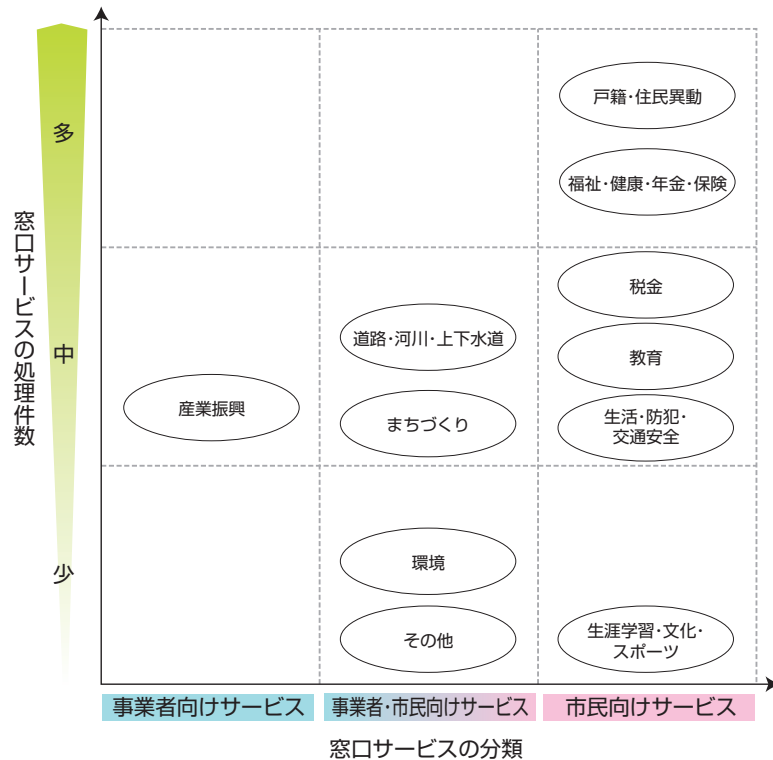 窓口サービスの処理件数
多
中
少
戸籍・住民異動
福祉・健康・年金・保険
税金
道路・河川・上下水道
教育
産業振興
まちづくり
生活・防犯・
交通安全
環境
その他
生涯学習・文化・
スポーツ
事業者向けサービス
事業者・市民向けサービス
市民向けサービス
窓口サービスの分類